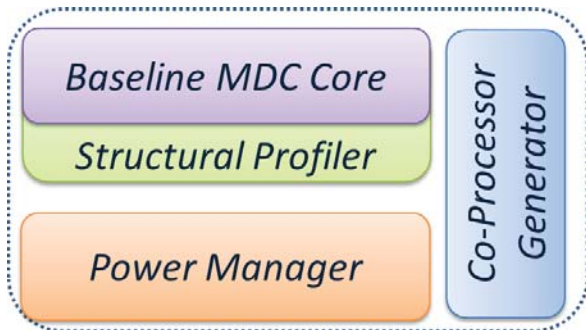 Baseline MDC Core
Structural Profiler
Power Manager
Co-Processor
Generator